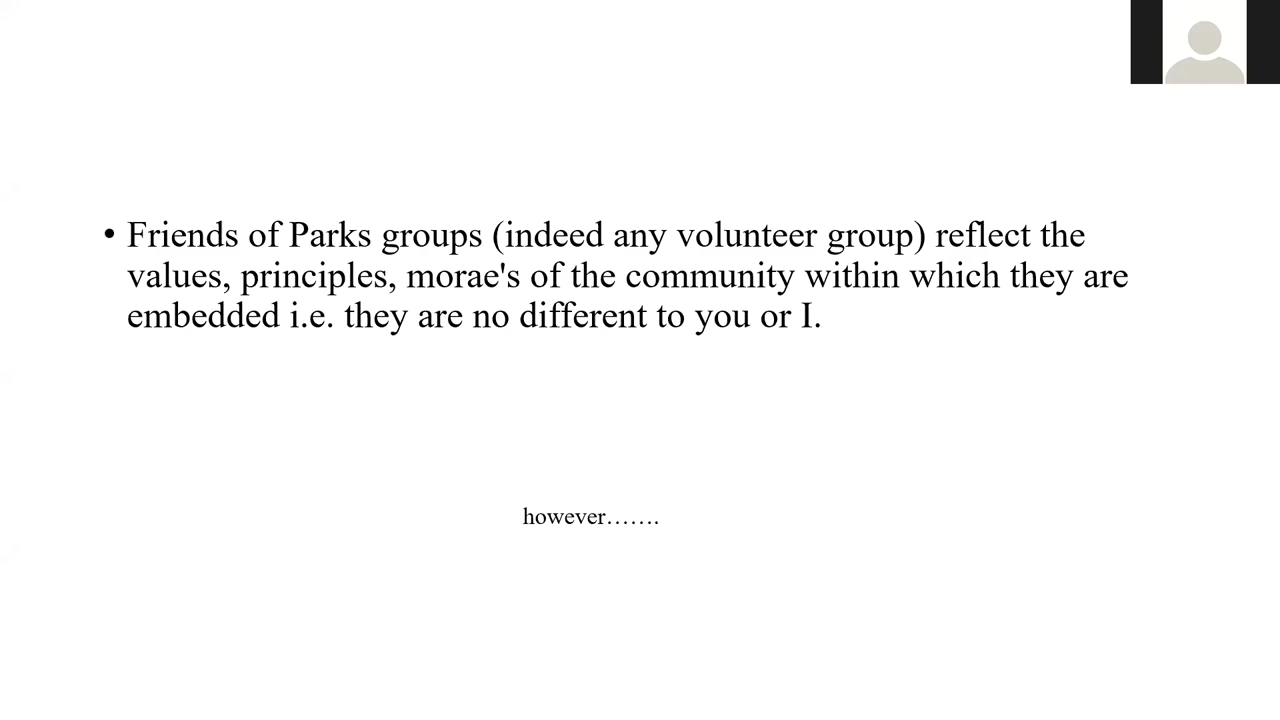 • Friends of Parks groups (indeed any volunteer group) reflect the
values, principles, morae's of the community within which they are
embedded i.e. they are no different to you or I.
however…….